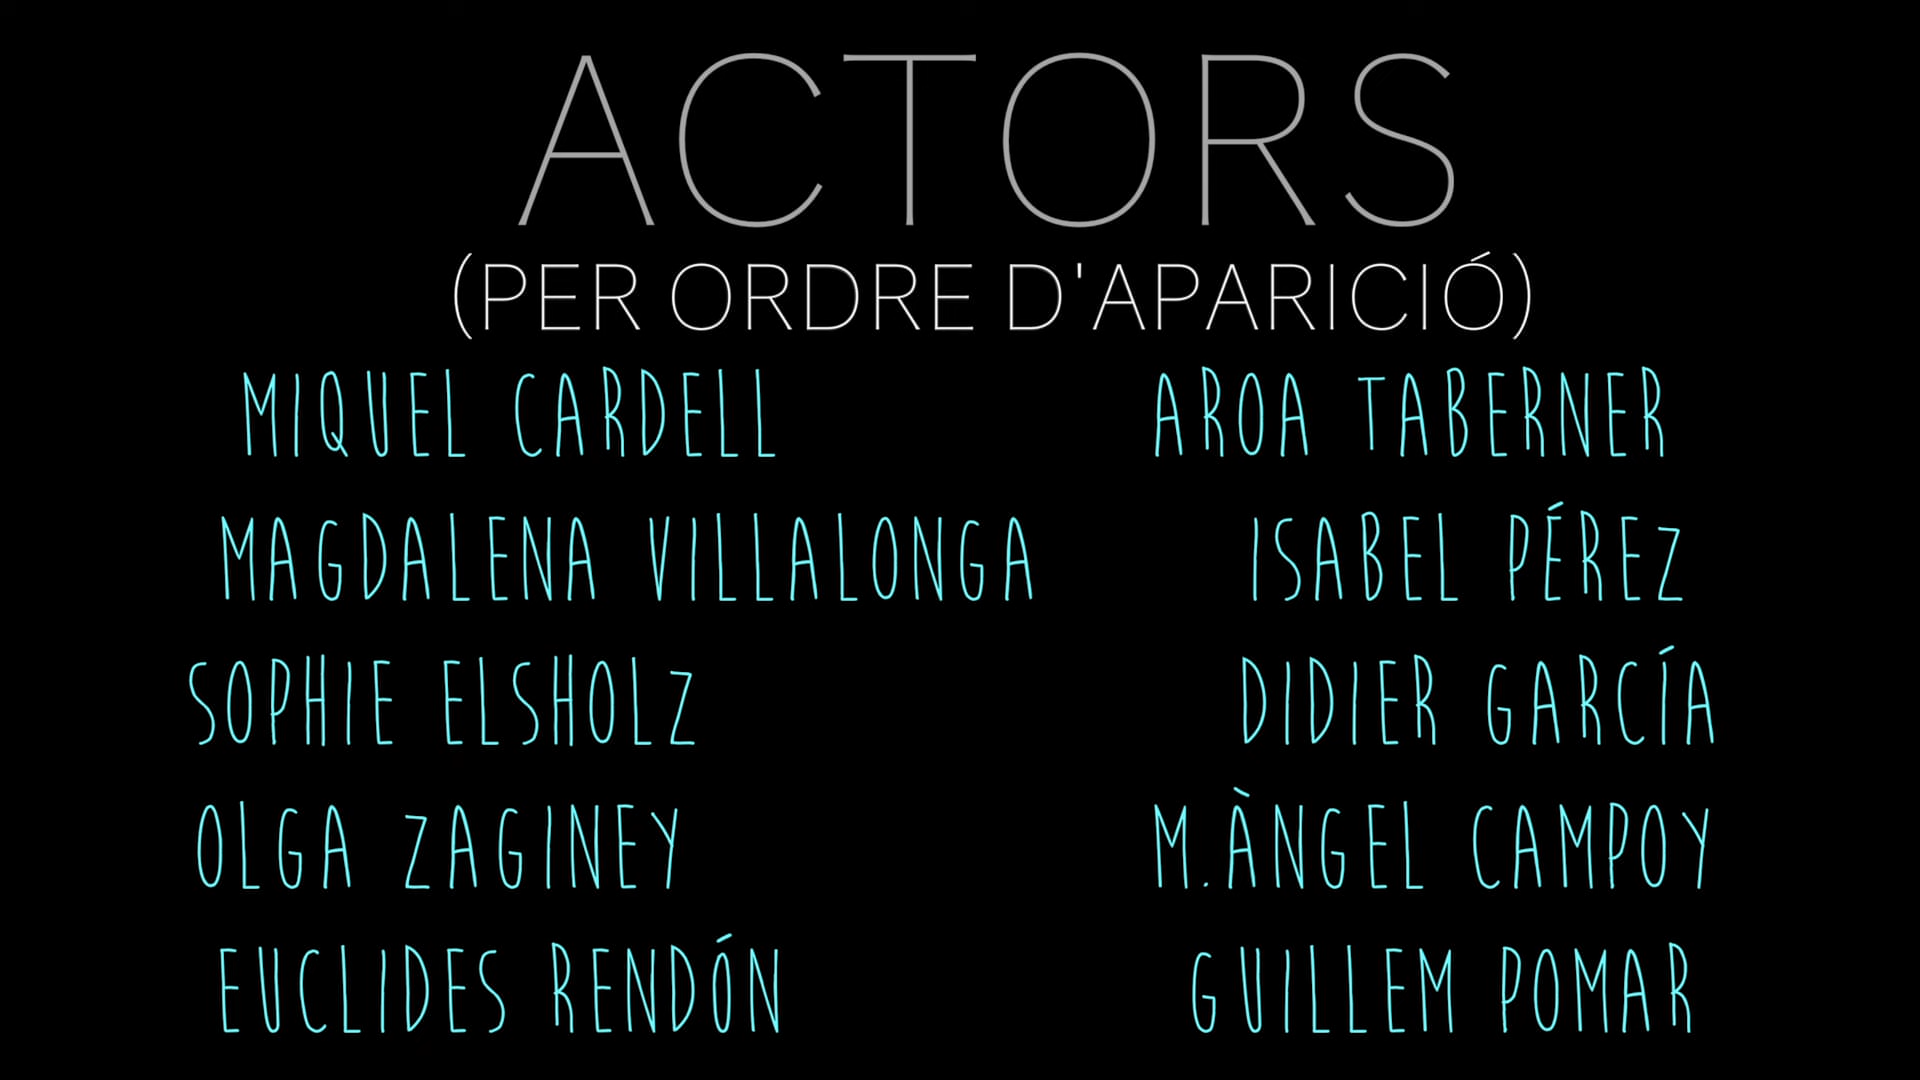 ACTORS
(PER ORDRE D'APARICIÓ)
MIQUEL CARDELL AROA TABERNER
MAGDALENA VILLALONGA ISABEL PÉREZ
SOPHIE ELSHOLZ DIDIER GARCÍA
OLGA ZAGINEY M.ÀNGEL CAMPOY
EUCLIDES RENDÓN GUILLEM POMAR